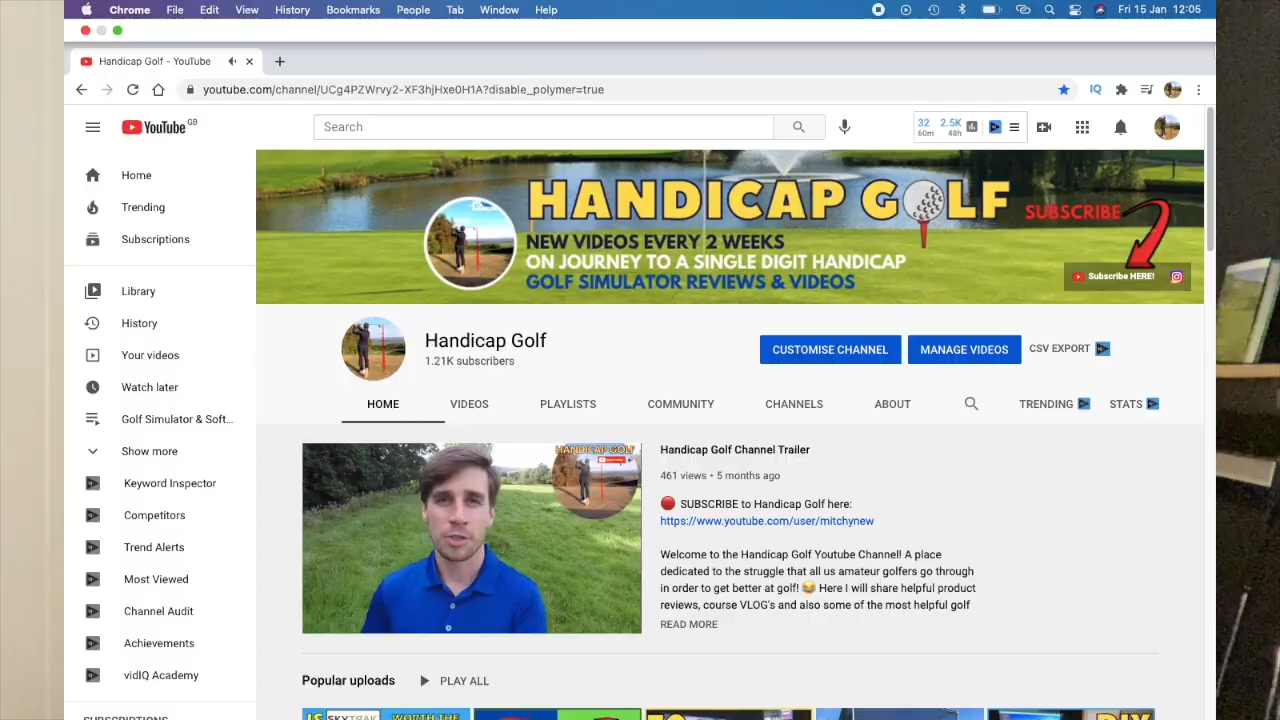 Chrome File Edit View History Bookmarks People Tab Window Help Fri 15 Jan 12:05
Handicap Golf - YouTube
youtube.com/channel/UCg4PZWrvy2-XF3hjHxe0H1A?disable_polymer=true
IQ
YouTube GB
Search
32 2.5K
60m 48h
Home
Trending
Subscriptions
Library
History
Your videos
Watch later
Golf Simulator & Soft...
Show more
Keyword Inspector
Competitors
Trend Alerts
Most Viewed
Channel Audit
Achievements
vidIQ Academy
SUBSCRIPTIONS
HANDICAP GOLF
NEW VIDEOS EVERY 2 WEEKS
ON JOURNEY TO A SINGLE DIGIT HANDICAP
GOLF SIMULATOR REVIEWS & VIDEOS
SUBSCRIBE
Subscribe HERE!
Handicap Golf
1.21K subscribers
CUSTOMISE CHANNEL
MANAGE VIDEOS
CSV EXPORT
HOME VIDEOS PLAYLISTS COMMUNITY CHANNELS ABOUT TRENDING STATS
HANDICAP GOLF
Handicap Golf Channel Trailer
461 views • 5 months ago
SUBSCRIBE to Handicap Golf here:
https://www.youtube.com/user/mitchynew
Welcome to the Handicap Golf Youtube Channel! A place
dedicated to the struggle that all us amateur golfers go through
in order to get better at golf! 😂 Here I will share helpful product
reviews, course VLOG's and also some of the most helpful golf
READ MORE
Popular uploads
PLAY ALL
IS SKYTRAK WORTH THE
DIY